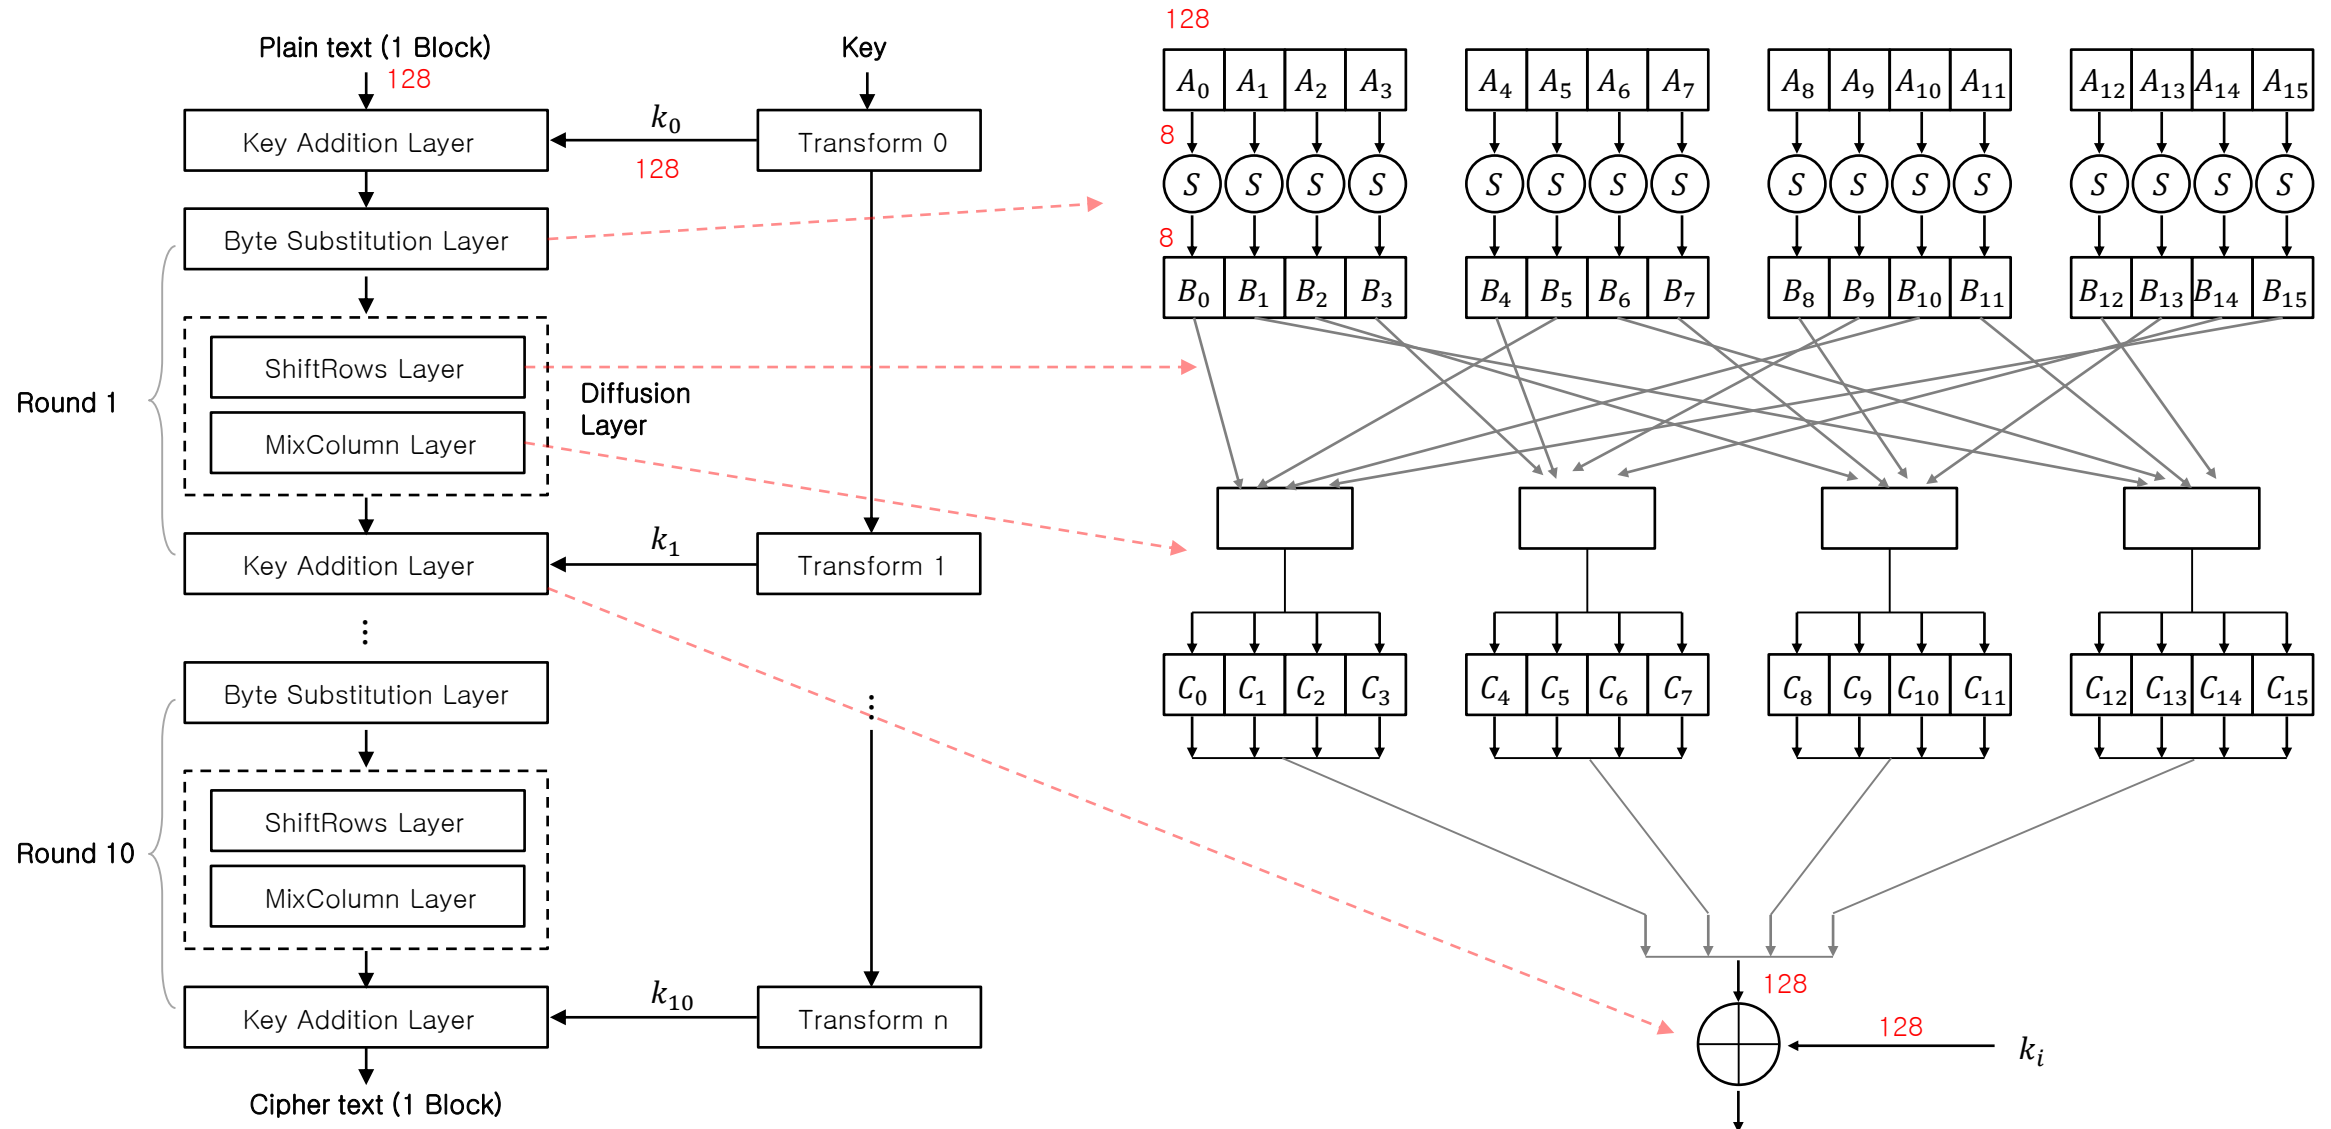 Plain text (1 Block)
128
Key
Key Addition Layer
k₀
128
Transform 0
Byte Substitution Layer
ShiftRows Layer
MixColumn Layer
Diffusion
Layer
Round 1
Key Addition Layer
k₁
Transform 1
⋮
Byte Substitution Layer
⋮
ShiftRows Layer
MixColumn Layer
Round 10
Key Addition Layer
k₁₀
Transform n
Cipher text (1 Block)
128
A₀ A₁ A₂ A₃ A₄ A₅ A₆ A₇ A₈ A₉ A₁₀ A₁₁ A₁₂ A₁₃ A₁₄ A₁₅
8
S S S S S S S S S S S S S S S S
8
B₀ B₁ B₂ B₃ B₄ B₅ B₆ B₇ B₈ B₉ B₁₀ B₁₁ B₁₂ B₁₃ B₁₄ B₁₅
C₀ C₁ C₂ C₃ C₄ C₅ C₆ C₇ C₈ C₉ C₁₀ C₁₁ C₁₂ C₁₃ C₁₄ C₁₅
128
128
kᵢ